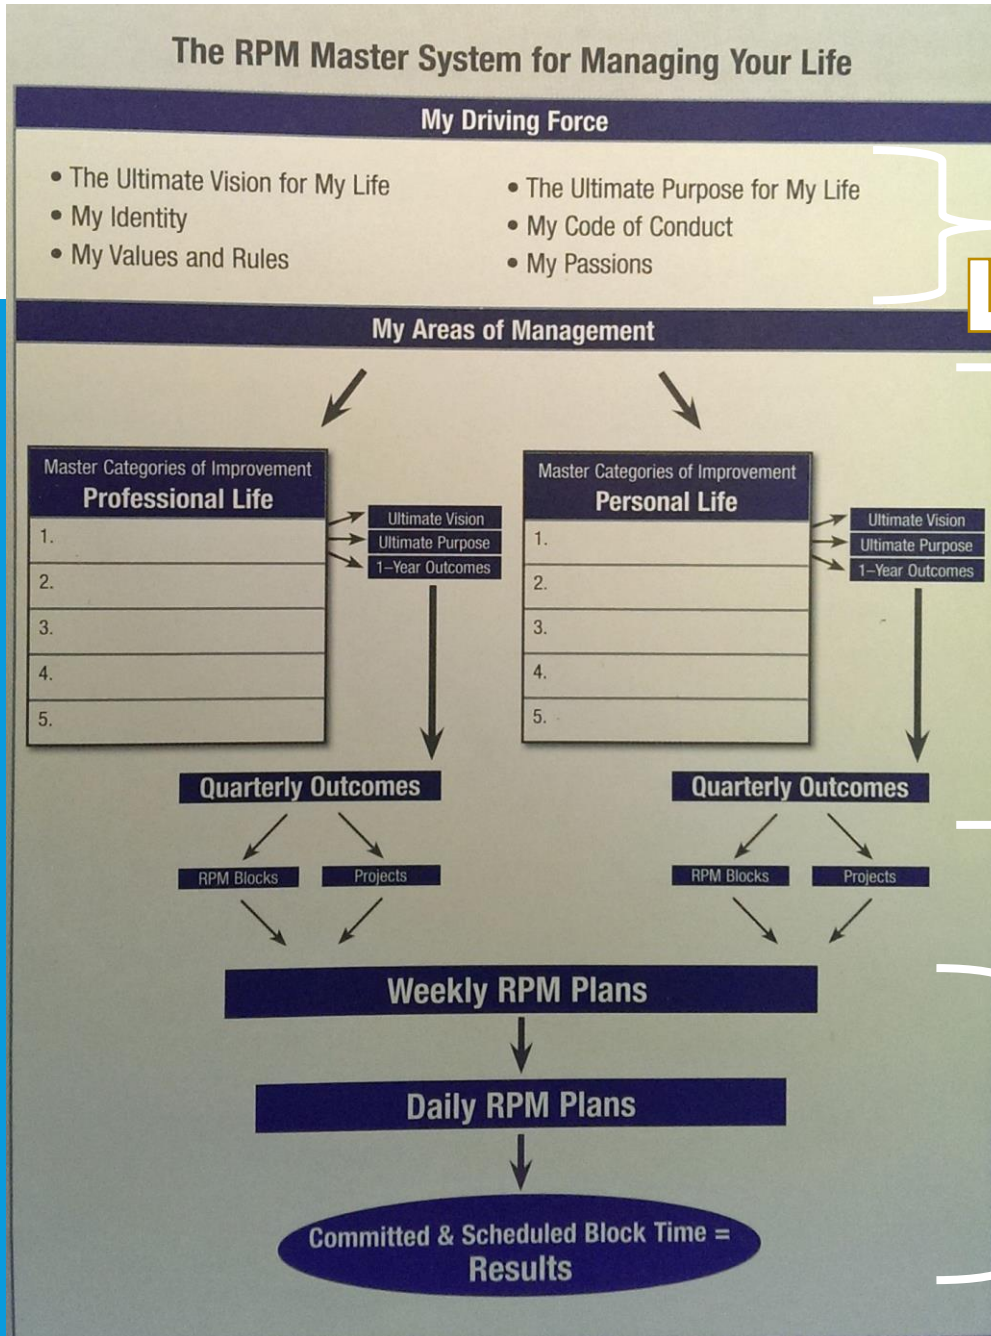 The RPM Master System for Managing Your Life
My Driving Force
• The Ultimate Vision for My Life
• My Identity
• My Values and Rules
• The Ultimate Purpose for My Life
• My Code of Conduct
• My Passions
My Areas of Management
Master Categories of Improvement
Professional Life
1.
2.
3.
4.
5.
Ultimate Vision
Ultimate Purpose
1–Year Outcomes
Master Categories of Improvement
Personal Life
1.
2.
3.
4.
5.
Ultimate Vision
Ultimate Purpose
1–Year Outcomes
Quarterly Outcomes
RPM Blocks
Projects
Quarterly Outcomes
RPM Blocks
Projects
Weekly RPM Plans
Daily RPM Plans
Committed & Scheduled Block Time =
Results